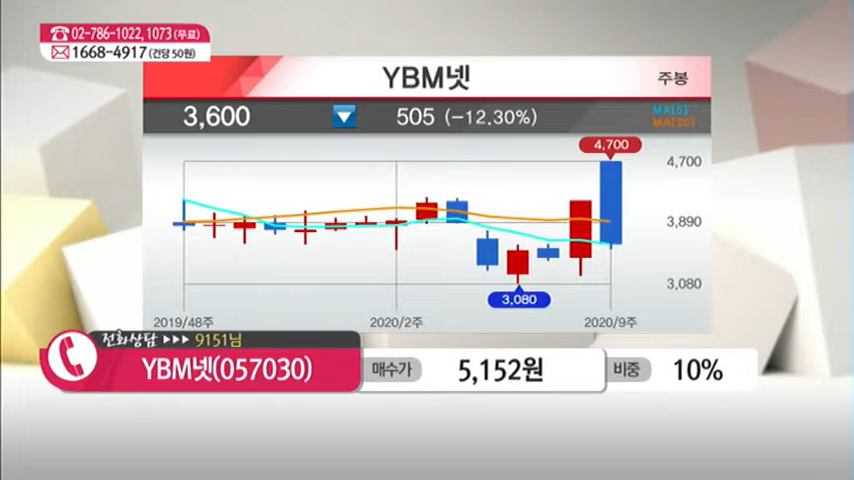 ☎ 02-786-1022, 1073 (무료)
✉ 1668-4917 (건당 50원)
YBM넷
주봉
3,600 ▼ 505 (-12.30%)
MA(5)
MA(20)
4,700
4,700
3,890
3,080
3,080
2019/48주
2020/2주
2020/9주
전화상담 ▶▶▶ 9151님
YBM넷(057030)
매수가
5,152원
비중
10%